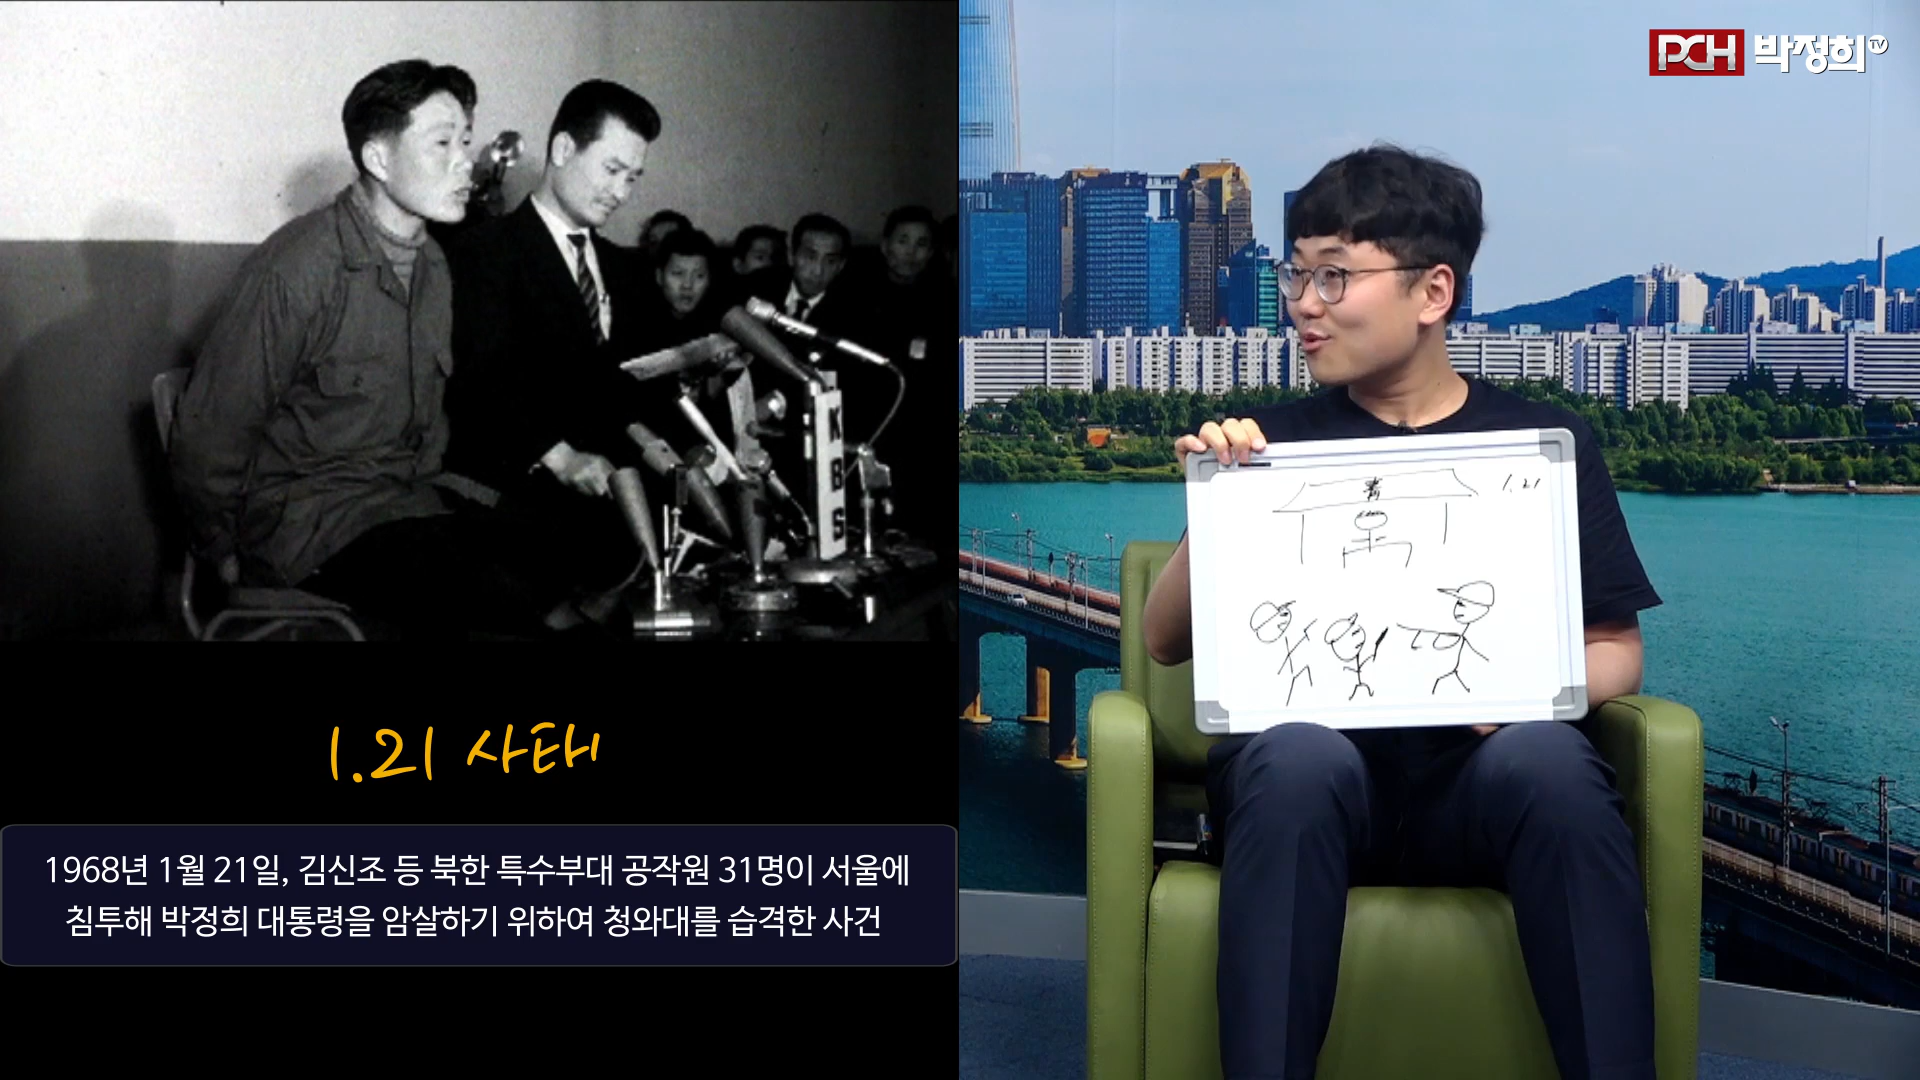 PCH 박정희TV
KBS
靑
1.21
1.21 사태
1968년 1월 21일, 김신조 등 북한 특수부대 공작원 31명이 서울에
침투해 박정희 대통령을 암살하기 위하여 청와대를 습격한 사건